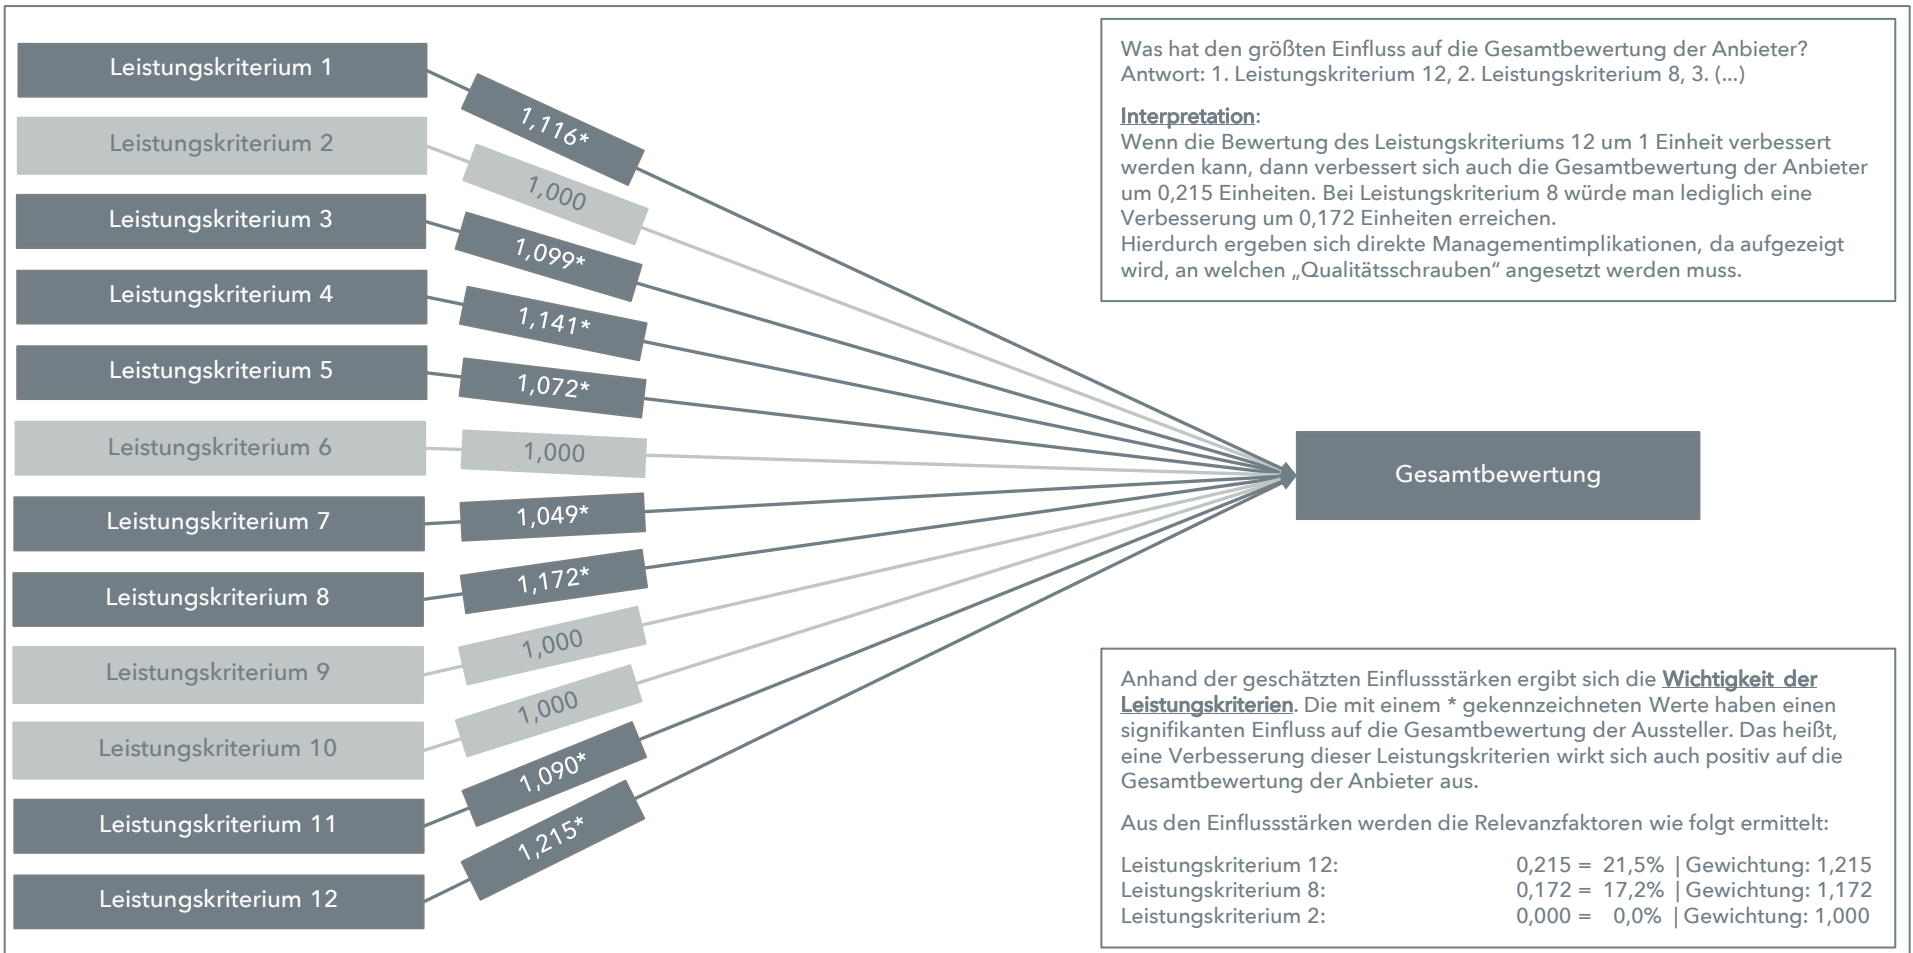 Leistungskriterium 1
Leistungskriterium 2
Leistungskriterium 3
Leistungskriterium 4
Leistungskriterium 5
Leistungskriterium 6
Leistungskriterium 7
Leistungskriterium 8
Leistungskriterium 9
Leistungskriterium 10
Leistungskriterium 11
Leistungskriterium 12
1,116*
1,000
1,099*
1,141*
1,072*
1,000
1,049*
1,172*
1,000
1,000
1,090*
1,215*
Gesamtbewertung
Was hat den größten Einfluss auf die Gesamtbewertung der Anbieter?
Antwort: 1. Leistungskriterium 12, 2. Leistungskriterium 8, 3. (...)
Interpretation:
Wenn die Bewertung des Leistungskriteriums 12 um 1 Einheit verbessert
werden kann, dann verbessert sich auch die Gesamtbewertung der Anbieter
um 0,215 Einheiten. Bei Leistungskriterium 8 würde man lediglich eine
Verbesserung um 0,172 Einheiten erreichen.
Hierdurch ergeben sich direkte Managementimplikationen, da aufgezeigt
wird, an welchen „Qualitätsschrauben“ angesetzt werden muss.
Anhand der geschätzten Einflussstärken ergibt sich die Wichtigkeit der
Leistungskriterien. Die mit einem * gekennzeichneten Werte haben einen
signifikanten Einfluss auf die Gesamtbewertung der Aussteller. Das heißt,
eine Verbesserung dieser Leistungskriterien wirkt sich auch positiv auf die
Gesamtbewertung der Anbieter aus.
Aus den Einflussstärken werden die Relevanzfaktoren wie folgt ermittelt:
Leistungskriterium 12: 0,215 = 21,5% | Gewichtung: 1,215
Leistungskriterium 8: 0,172 = 17,2% | Gewichtung: 1,172
Leistungskriterium 2: 0,000 = 0,0% | Gewichtung: 1,000